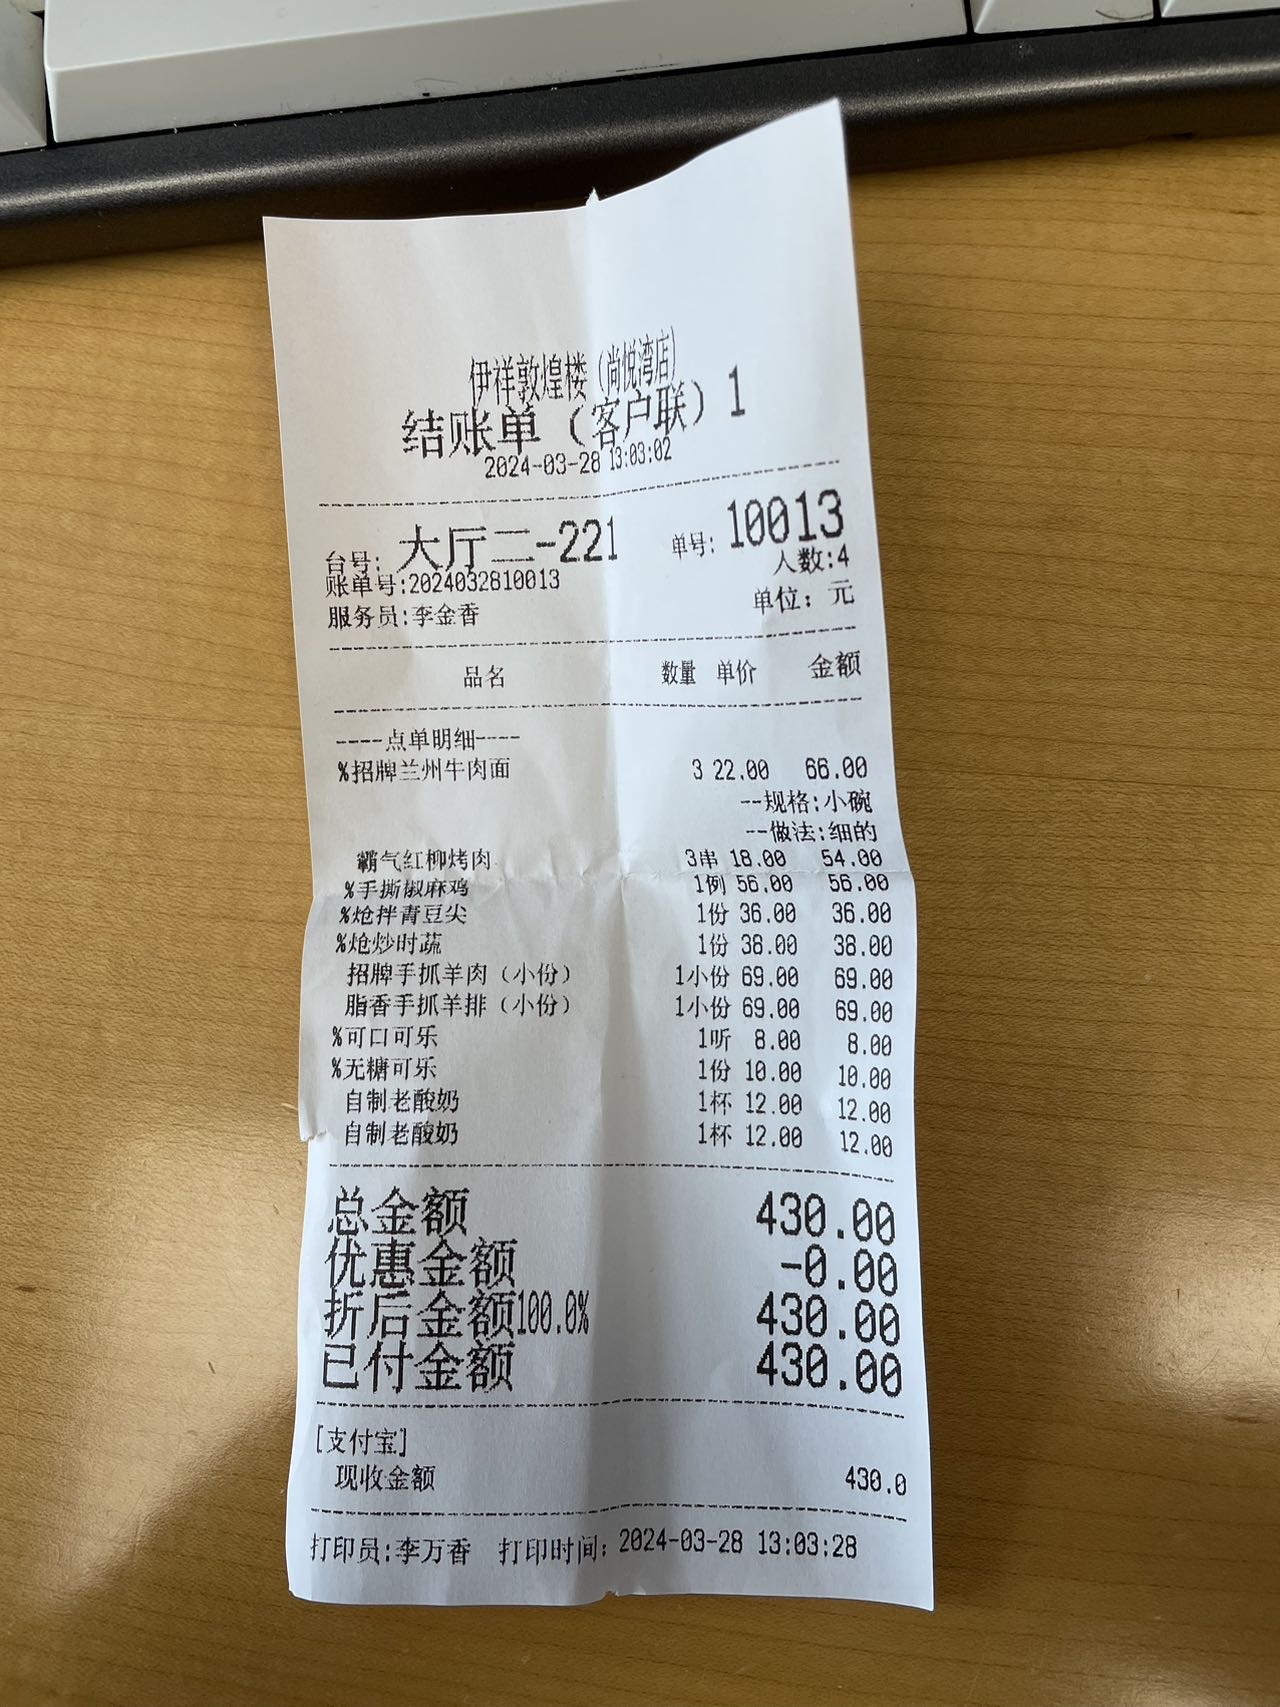 伊祥敦煌楼(尚悦湾店)
结账单（客户联）1
2024-03-28 13:03:02
台号: 大厅二-221 单号: 10013
账单号:2024032810013 人数:4
服务员:李金香 单位: 元
品名 数量 单价 金额
----点单明细----
%招牌兰州牛肉面 3 22.00 66.00
--规格:小碗
--做法:细的
霸气红柳烤肉 3串 18.00 54.00
%手撕椒麻鸡 1例 56.00 56.00
%炝拌青豆尖 1份 36.00 36.00
%炝炒时蔬 1份 38.00 38.00
招牌手抓羊肉（小份） 1小份 69.00 69.00
脂香手抓羊排（小份） 1小份 69.00 69.00
%可口可乐 1听 8.00 8.00
%无糖可乐 1份 10.00 10.00
自制老酸奶 1杯 12.00 12.00
自制老酸奶 1杯 12.00 12.00
总金额 430.00
优惠金额 -0.00
折后金额100.0% 430.00
已付金额 430.00
[支付宝]
现收金额 430.0
打印员:李万香 打印时间: 2024-03-28 13:03:28